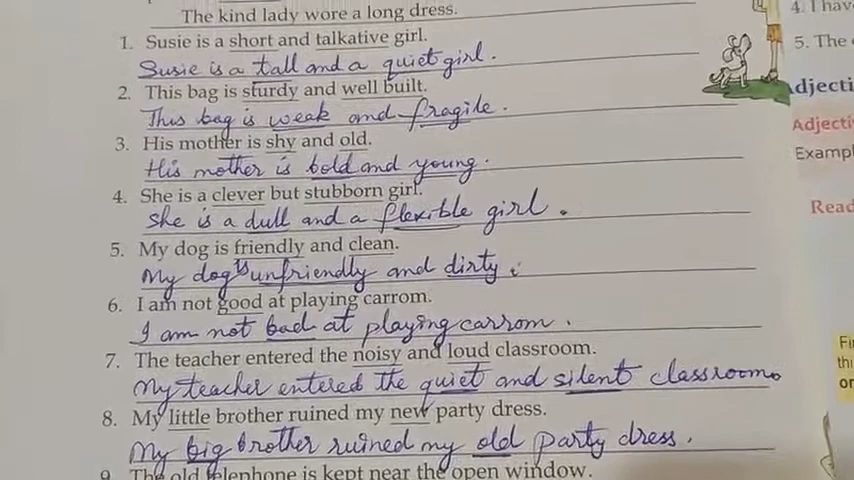 The kind lady wore a long dress.
1. Susie is a short and talkative girl.
Susie is a tall and a quiet girl.
2. This bag is sturdy and well built.
This bag is weak and fragile.
3. His mother is shy and old.
His mother is bold and young.
4. She is a clever but stubborn girl.
She is a dull and a flexible girl.
5. My dog is friendly and clean.
My dog is unfriendly and dirty.
6. I am not good at playing carrom.
I am not bad at playing carrom.
7. The teacher entered the noisy and loud classroom.
My teacher entered the quiet and silent classroom.
8. My little brother ruined my new party dress.
My big brother ruined my old party dress.
9. The old telephone is kept near the open window.
4. I hav
5. The
Adjecti
Adjectiv
Exampl
Read
Fi
thi
or